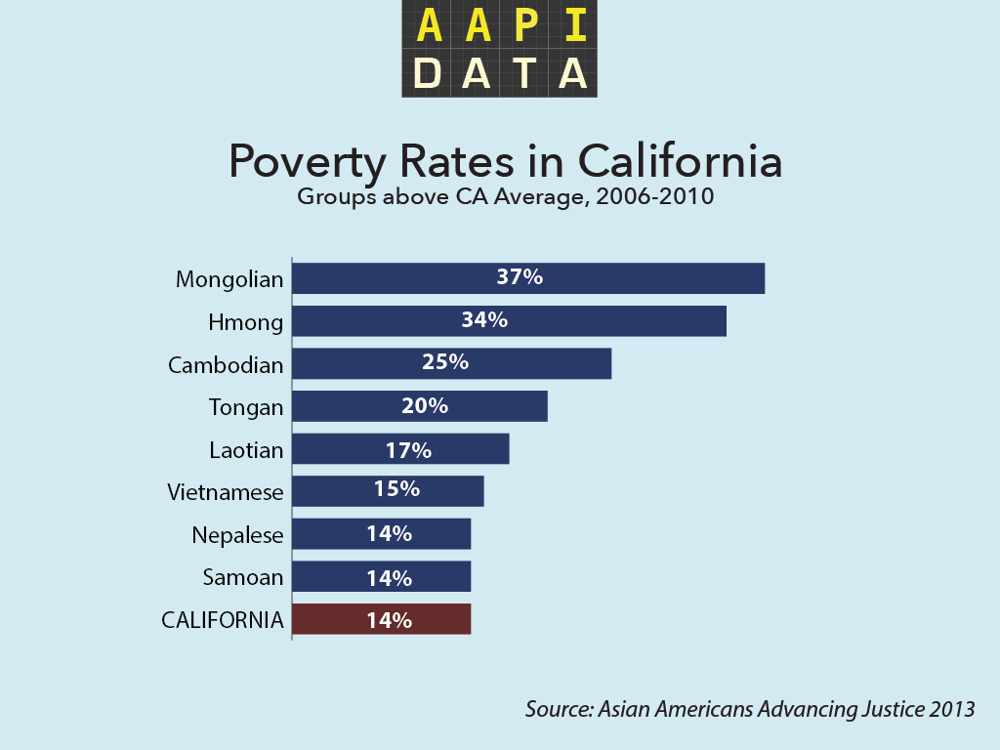 AAPI
DATA
Poverty Rates in California
Groups above CA Average, 2006-2010
Mongolian 37%
Hmong 34%
Cambodian 25%
Tongan 20%
Laotian 17%
Vietnamese 15%
Nepalese 14%
Samoan 14%
CALIFORNIA 14%
Source: Asian Americans Advancing Justice 2013